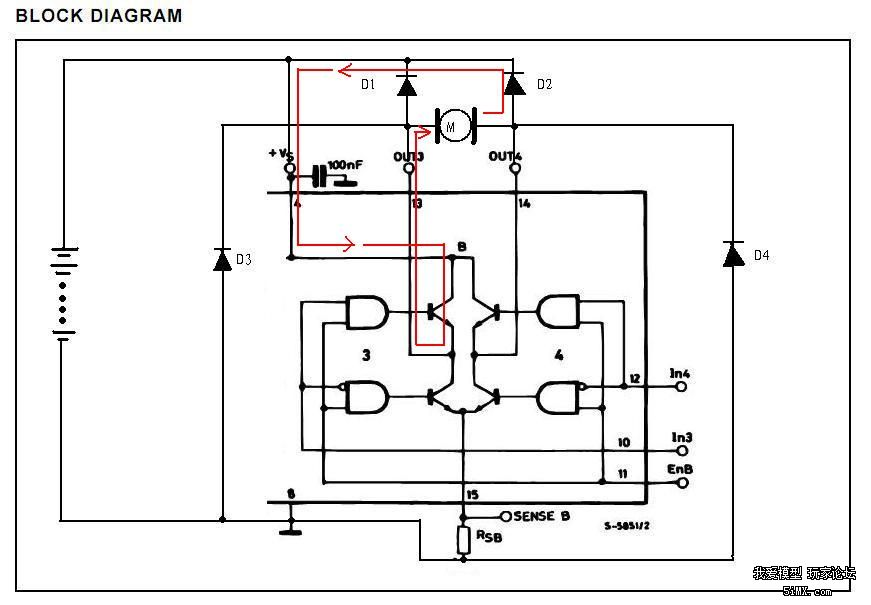 BLOCK DIAGRAM
D1
D2
M
+Vs
100nF
OUT3
OUT4
4
13
14
B
D3
D4
3
4
12
In4
10
In3
11
EnB
8
15
SENSE B
S-5851/2
RSB
我爱模型 玩家论坛
5iMX.com